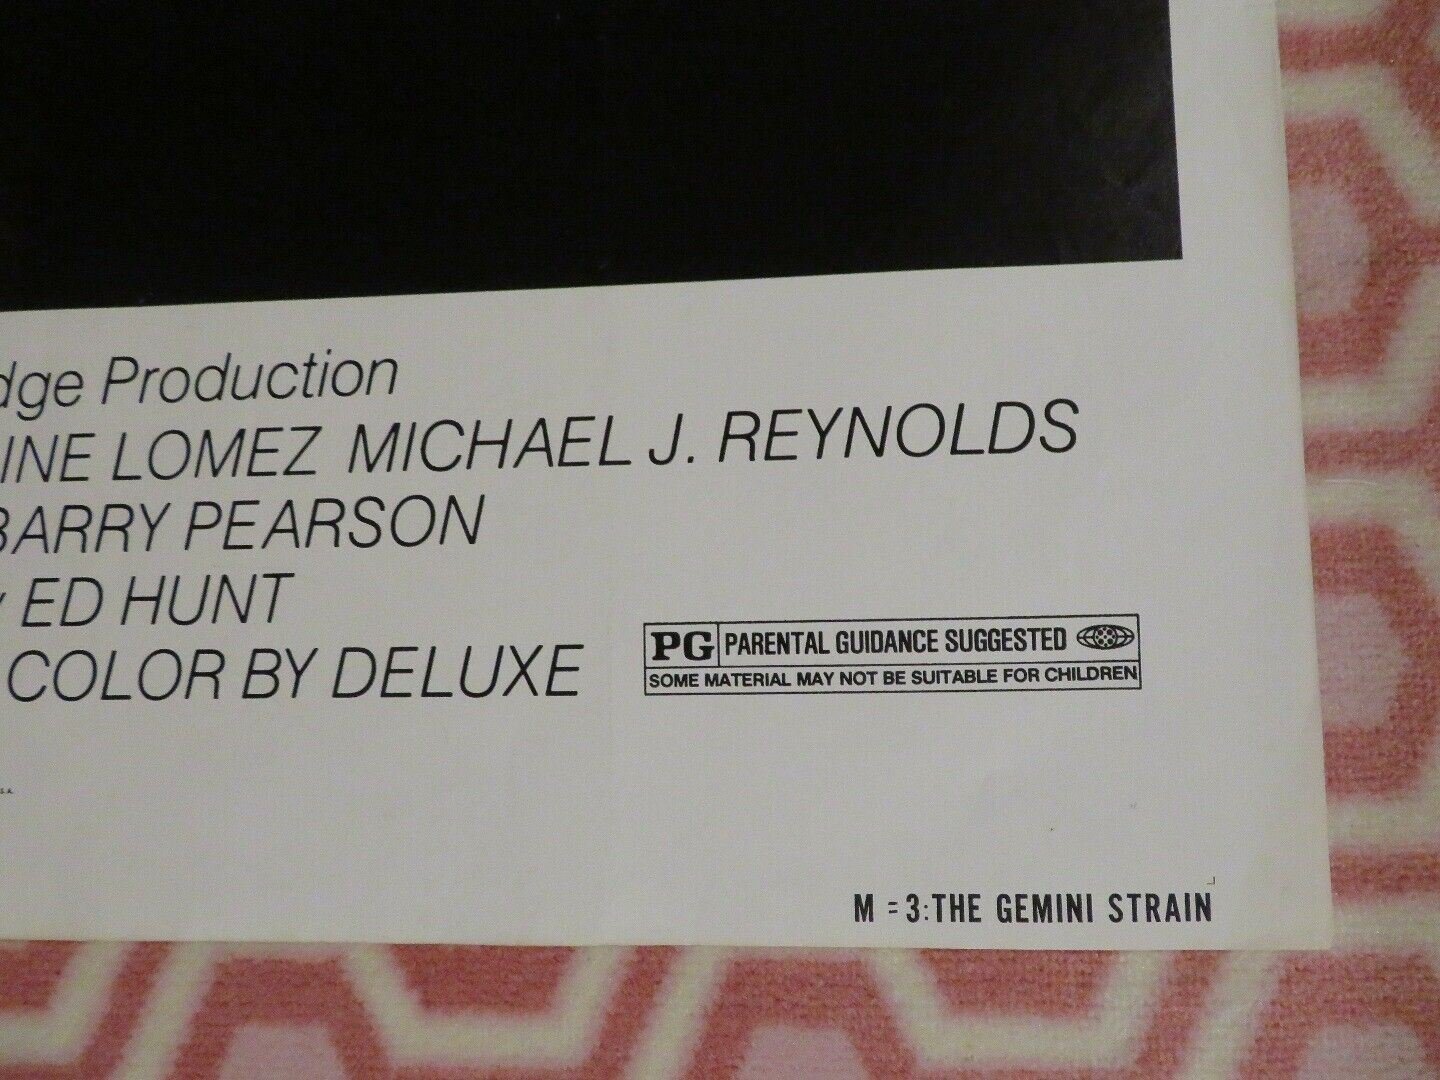 dge Production
INE LOMEZ MICHAEL J. REYNOLDS
BARRY PEARSON
ED HUNT
COLOR BY DELUXE
PG PARENTAL GUIDANCE SUGGESTED
SOME MATERIAL MAY NOT BE SUITABLE FOR CHILDREN
M = 3:THE GEMINI STRAIN